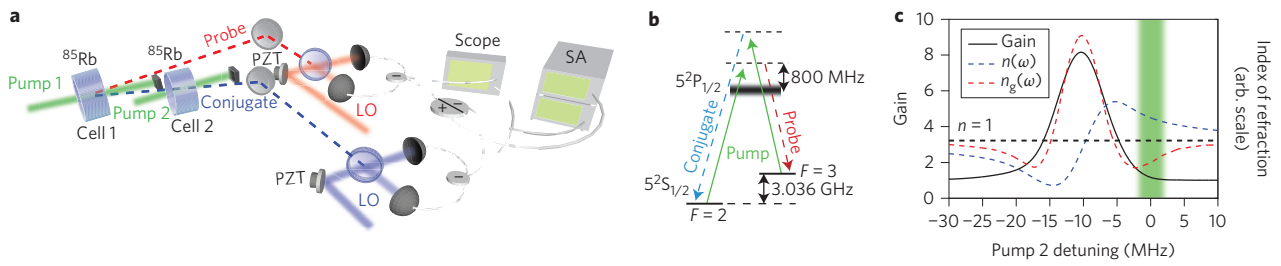 a
⁸⁵Rb
⁸⁵Rb
Probe
PZT
Scope
SA
Pump 1
Pump 2
Conjugate
Cell 1
Cell 2
LO
PZT
LO
b
5²P₁/₂
800 MHz
Conjugate
Pump
Probe
5²S₁/₂
F = 3
3.036 GHz
F = 2
c
Gain
n(ω)
n_g(ω)
n = 1
Gain
10
8
6
4
2
0
−30 −25 −20 −15 −10 −5 0 5 10
Pump 2 detuning (MHz)
Index of refraction
(arb. scale)